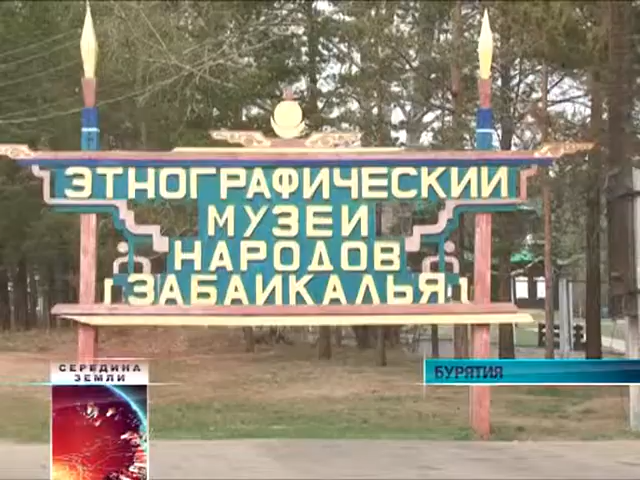 ЭТНОГРАФИЧЕСКИЙ
МУЗЕЙ
НАРОДОВ
ЗАБАЙКАЛЬЯ
СЕРЕДИНА
ЗЕМЛИ
БУРЯТИЯ